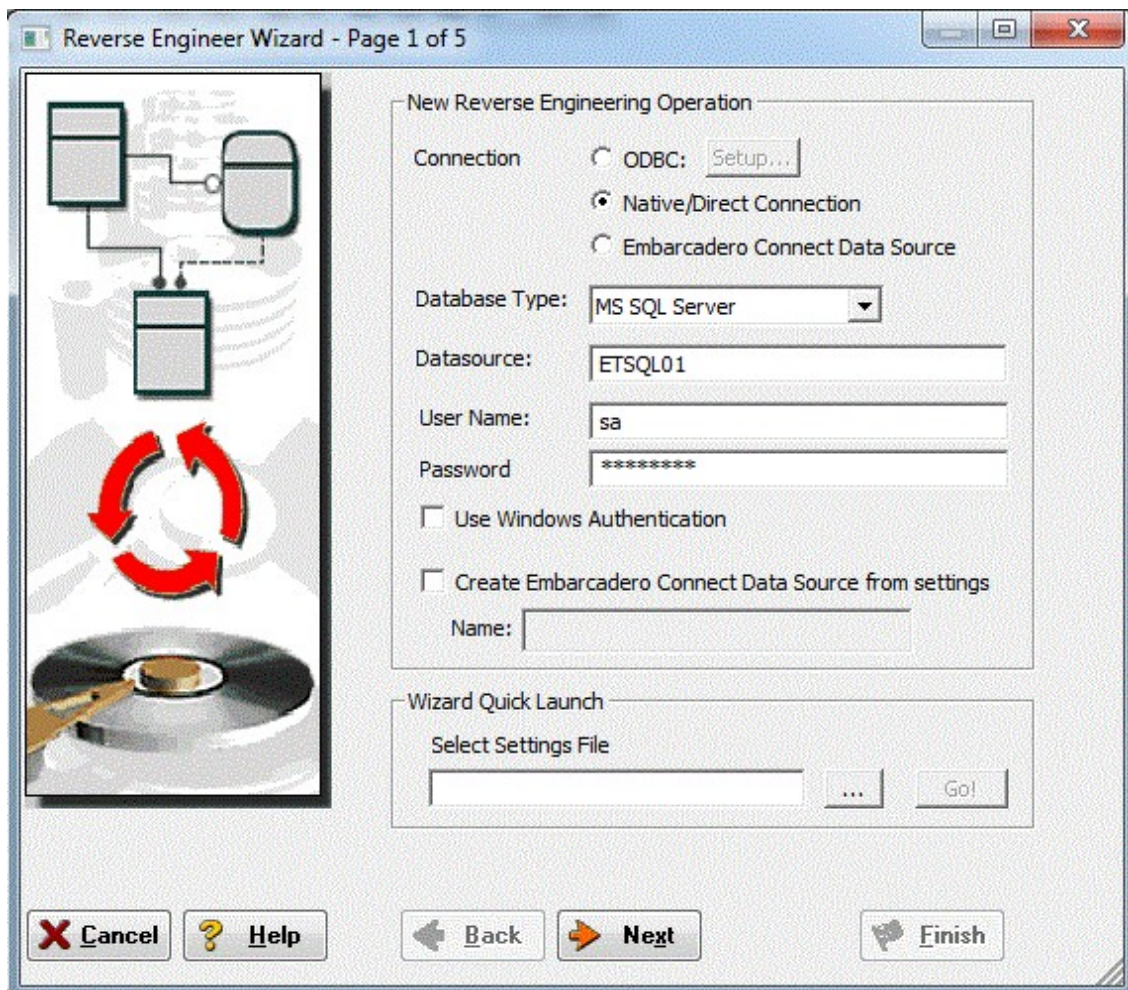 Reverse Engineer Wizard - Page 1 of 5
New Reverse Engineering Operation
Connection
ODBC:
Setup...
Native/Direct Connection
Embarcadero Connect Data Source
Database Type:
MS SQL Server
Datasource:
ETSQL01
User Name:
sa
Password
********
Use Windows Authentication
Create Embarcadero Connect Data Source from settings
Name:
Wizard Quick Launch
Select Settings File
...
Go!
Cancel
Help
Back
Next
Finish